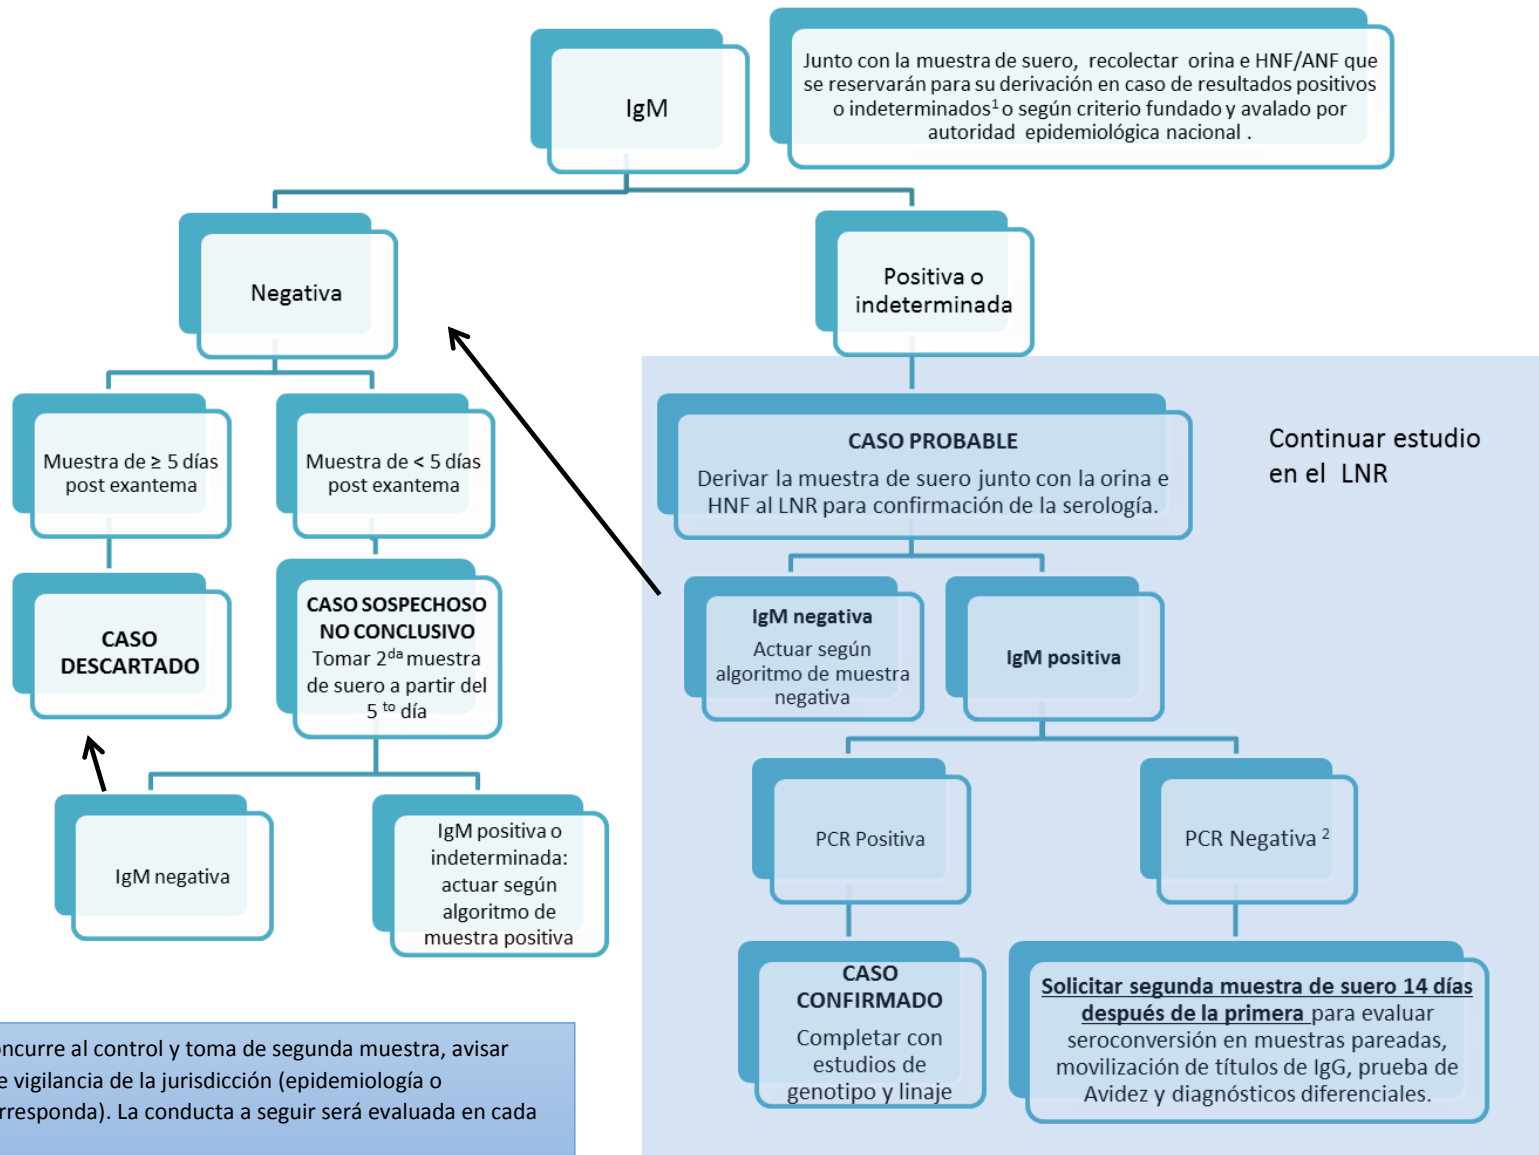 IgM
Junto con la muestra de suero, recolectar orina e HNF/ANF que
se reservarán para su derivación en caso de resultados positivos
o indeterminados¹ o según criterio fundado y avalado por
autoridad epidemiológica nacional .
Negativa
Positiva o
indeterminada
Muestra de ≥ 5 días
post exantema
Muestra de < 5 días
post exantema
CASO PROBABLE
Derivar la muestra de suero junto con la orina e
HNF al LNR para confirmación de la serología.
Continuar estudio
en el LNR
CASO
DESCARTADO
CASO SOSPECHOSO
NO CONCLUSIVO
Tomar 2da muestra
de suero a partir del
5 to día
IgM negativa
Actuar según
algoritmo de muestra
negativa
IgM positiva
IgM negativa
IgM positiva o
indeterminada:
actuar según
algoritmo de
muestra positiva
PCR Positiva
PCR Negativa ²
CASO
CONFIRMADO
Completar con
estudios de
genotipo y linaje
Solicitar segunda muestra de suero 14 días
después de la primera para evaluar
seroconversión en muestras pareadas,
movilización de títulos de IgG, prueba de
Avidez y diagnósticos diferenciales.
oncurre al control y toma de segunda muestra, avisar
e vigilancia de la jurisdicción (epidemiología o
rresponda). La conducta a seguir será evaluada en cada